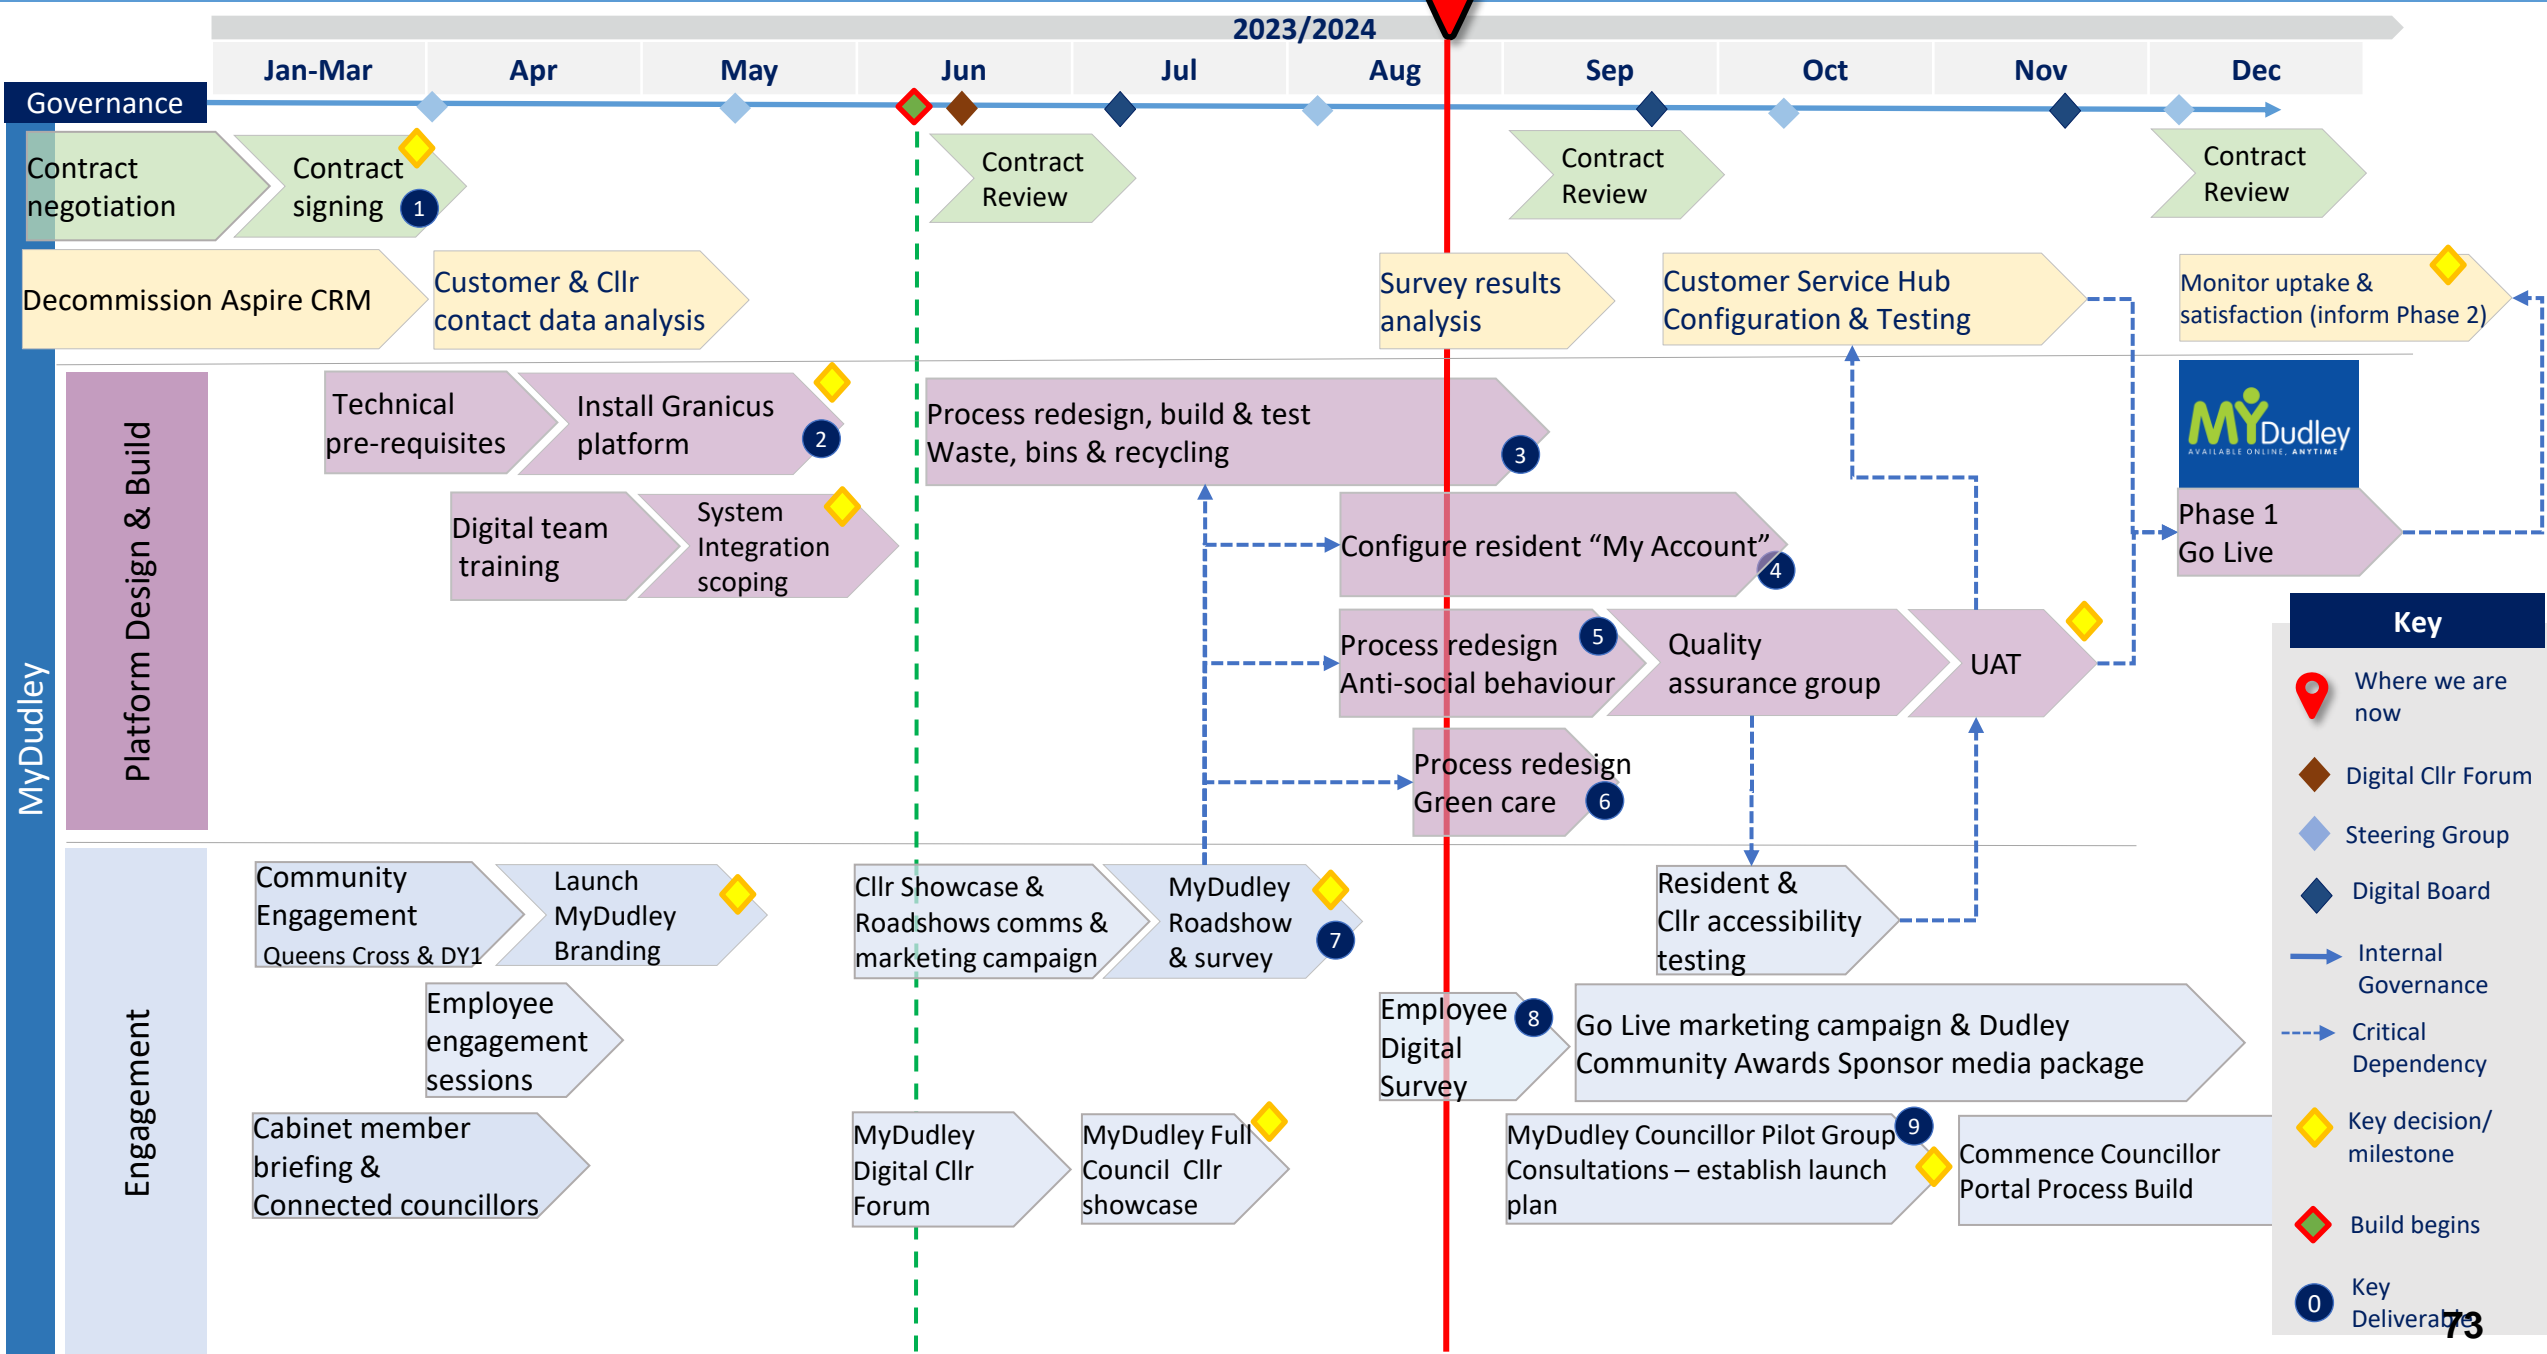 2023/2024
Jan-Mar
Apr
May
Jun
Jul
Aug
Sep
Oct
Nov
Dec
Governance
MyDudley
Contract
negotiation
Contract
signing
1
Contract
Review
Contract
Review
Contract
Review
Decommission Aspire CRM
Customer & Cllr
contact data analysis
Survey results
analysis
Customer Service Hub
Configuration & Testing
Monitor uptake &
satisfaction (inform Phase 2)
Platform Design & Build
Technical
pre-requisites
Install Granicus
platform
2
Process redesign, build & test
Waste, bins & recycling
3
MYDudley
AVAILABLE ONLINE, ANYTIME
Digital team
training
System
Integration
scoping
Configure resident “My Account”
4
Phase 1
Go Live
Process redesign
Anti-social behaviour
5
Quality
assurance group
UAT
Process redesign
Green care
6
Engagement
Community
Engagement
Queens Cross & DY1
Launch
MyDudley
Branding
Cllr Showcase &
Roadshows comms &
marketing campaign
MyDudley
Roadshow
& survey
7
Resident &
Cllr accessibility
testing
Employee
engagement
sessions
Employee
Digital
Survey
8
Go Live marketing campaign & Dudley
Community Awards Sponsor media package
Cabinet member
briefing &
Connected councillors
MyDudley
Digital Cllr
Forum
MyDudley Full
Council Cllr
showcase
MyDudley Councillor Pilot Group
Consultations – establish launch
plan
9
Commence Councillor
Portal Process Build
Key
Where we are
now
Digital Cllr Forum
Steering Group
Digital Board
Internal
Governance
Critical
Dependency
Key decision/
milestone
Build begins
0
Key
Deliverable
73